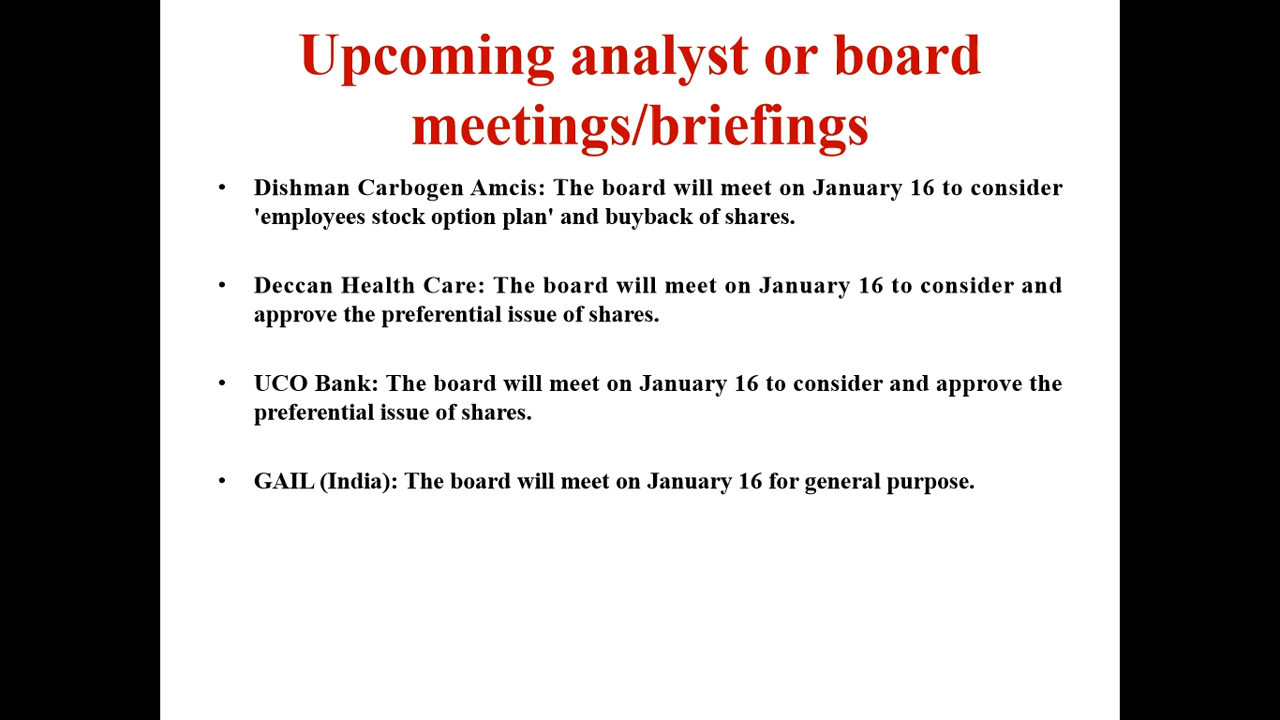 Upcoming analyst or board
meetings/briefings
• Dishman Carbogen Amcis: The board will meet on January 16 to consider
'employees stock option plan' and buyback of shares.
• Deccan Health Care: The board will meet on January 16 to consider and
approve the preferential issue of shares.
• UCO Bank: The board will meet on January 16 to consider and approve the
preferential issue of shares.
• GAIL (India): The board will meet on January 16 for general purpose.